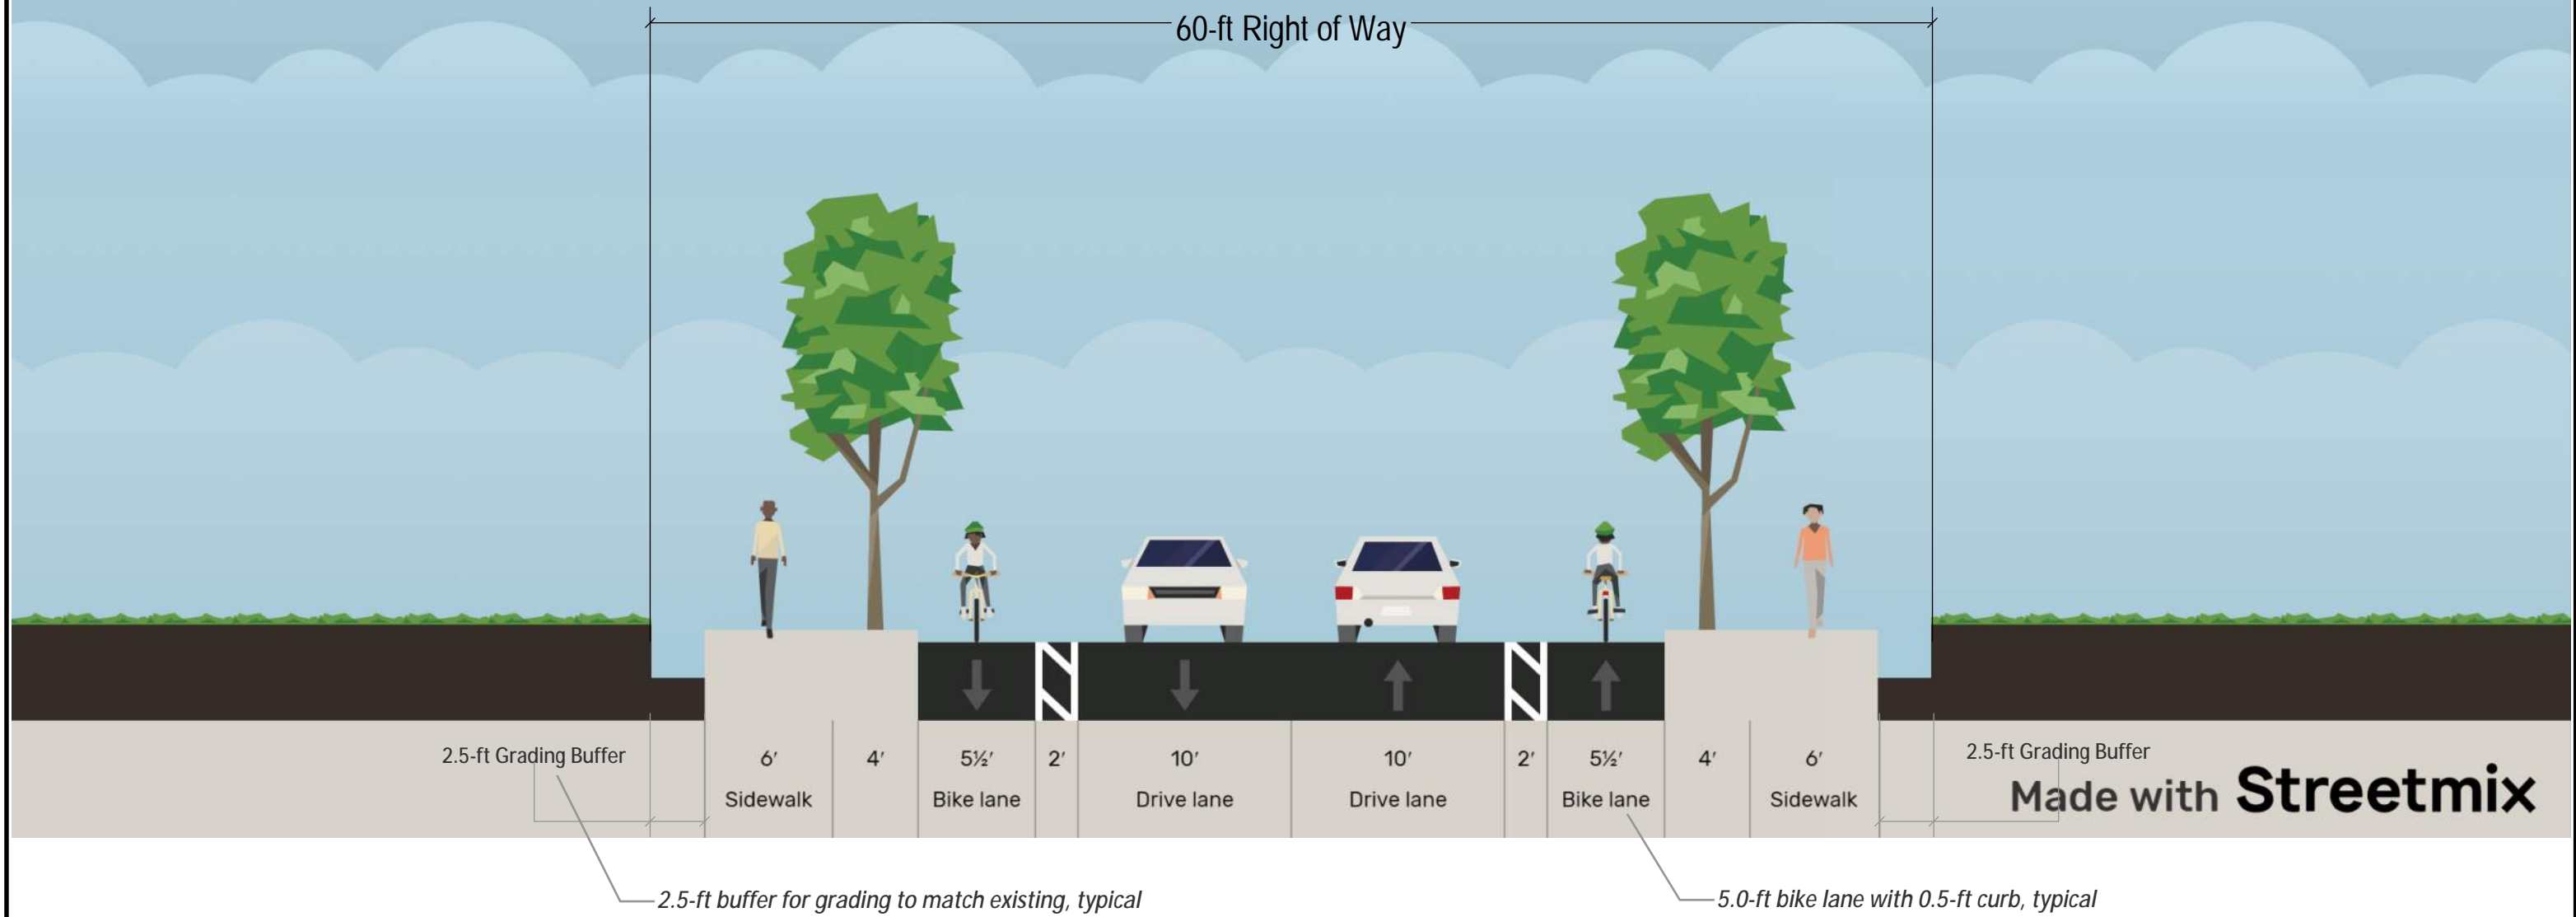 60-ft Right of Way
2.5-ft Grading Buffer
2.5-ft Grading Buffer
6′ 4′ 5½′ 2′ 10′ 10′ 2′ 5½′ 4′ 6′
Sidewalk Bike lane Drive lane Drive lane Bike lane Sidewalk
Made with Streetmix
2.5-ft buffer for grading to match existing, typical
5.0-ft bike lane with 0.5-ft curb, typical